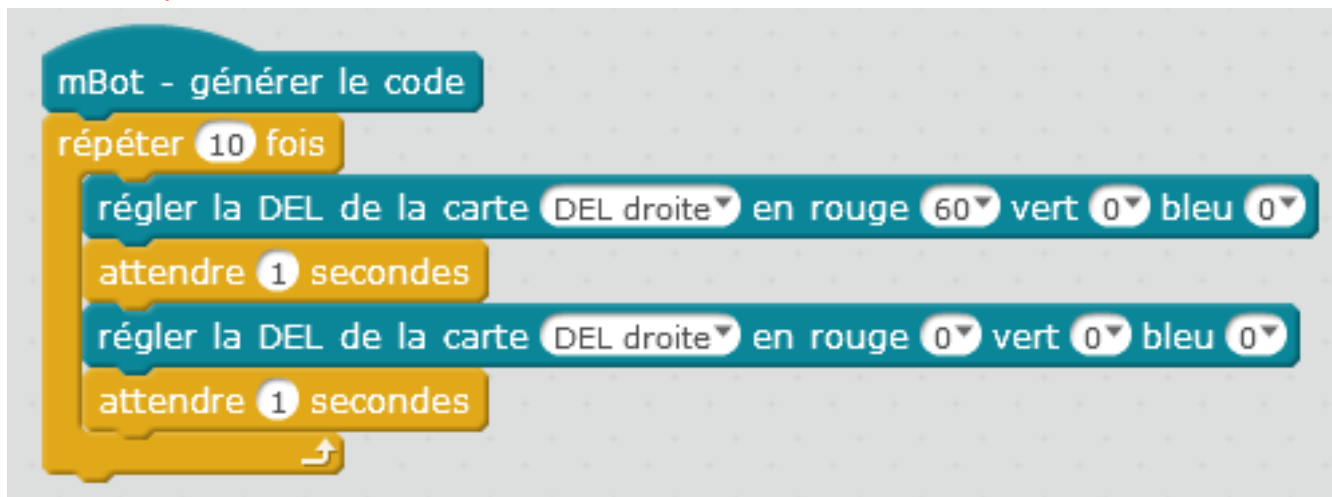 mBot - générer le code
répéter 10 fois
régler la DEL de la carte DEL droite en rouge 60 vert 0 bleu 0
attendre 1 secondes
régler la DEL de la carte DEL droite en rouge 0 vert 0 bleu 0
attendre 1 secondes